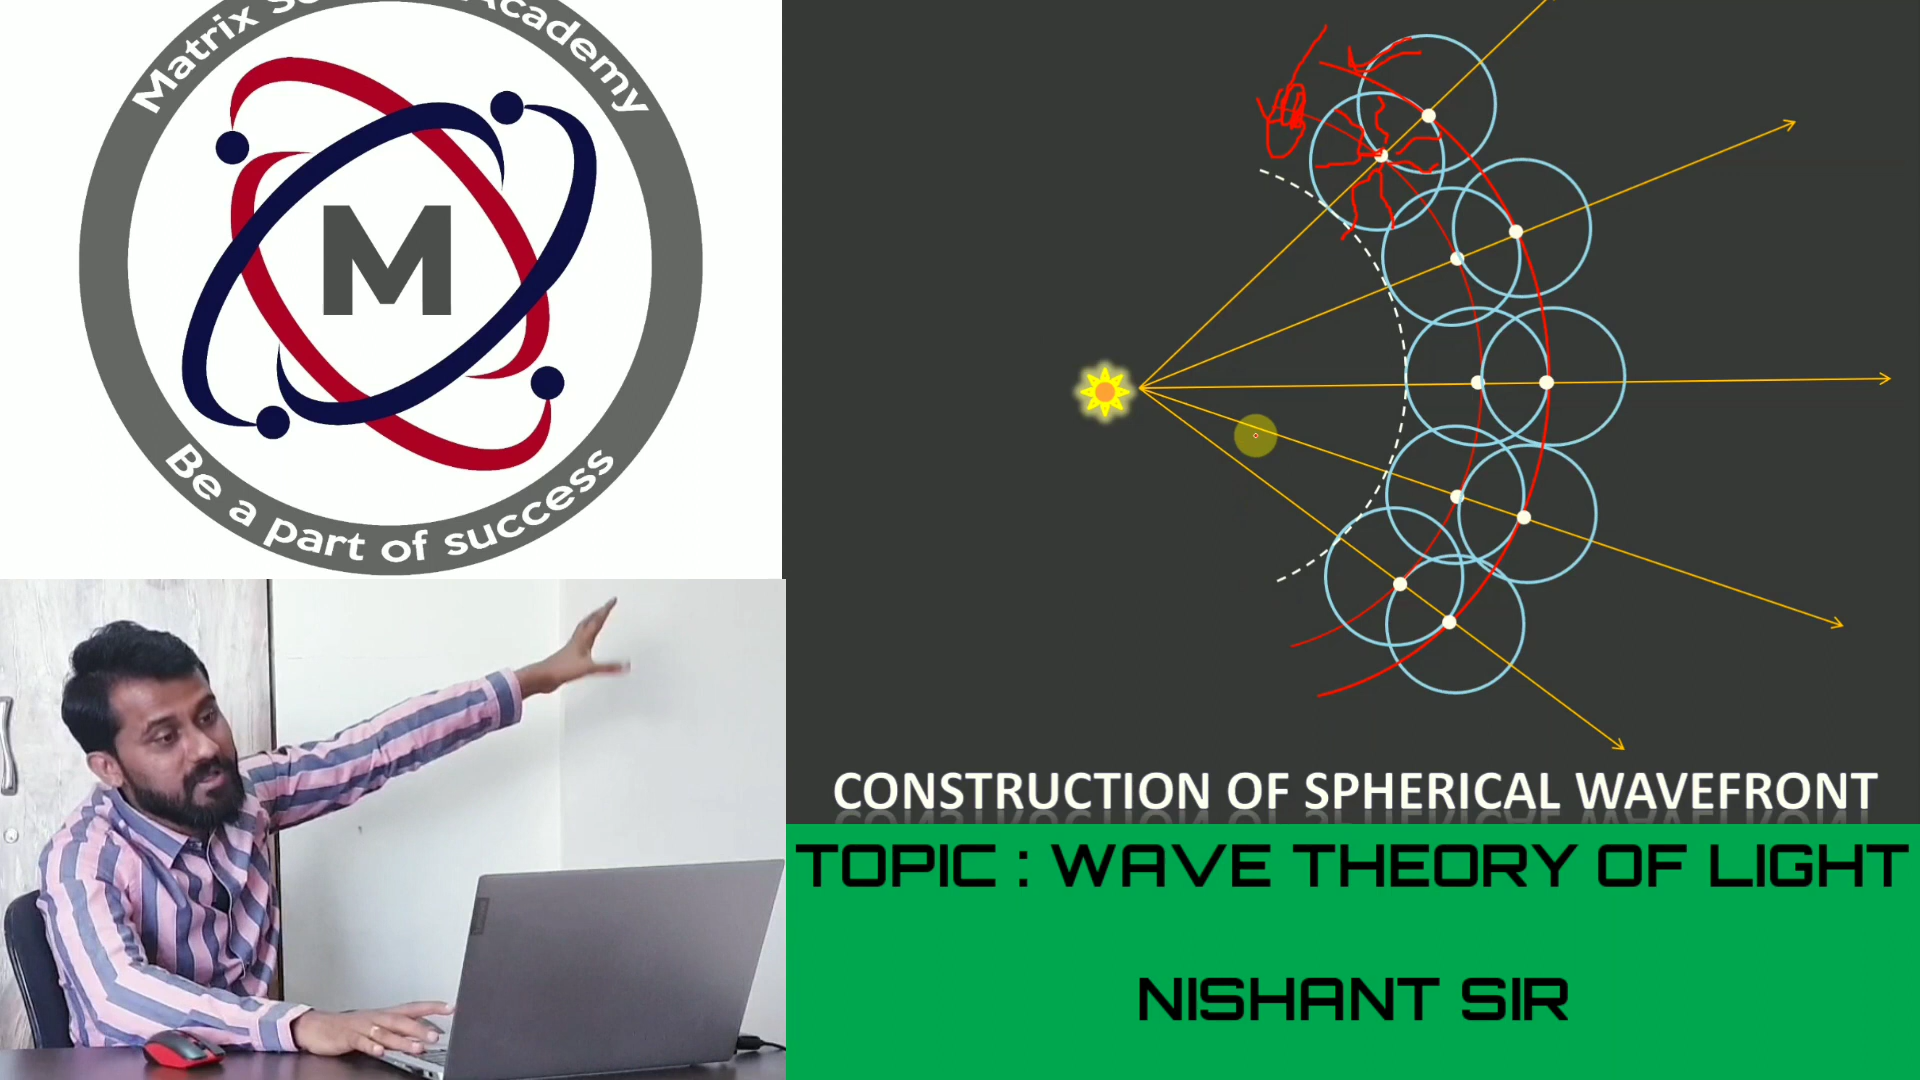 Matrix Academy
M
Be a part of success
CONSTRUCTION OF SPHERICAL WAVEFRONT
TOPIC : WAVE THEORY OF LIGHT
NISHANT SIR